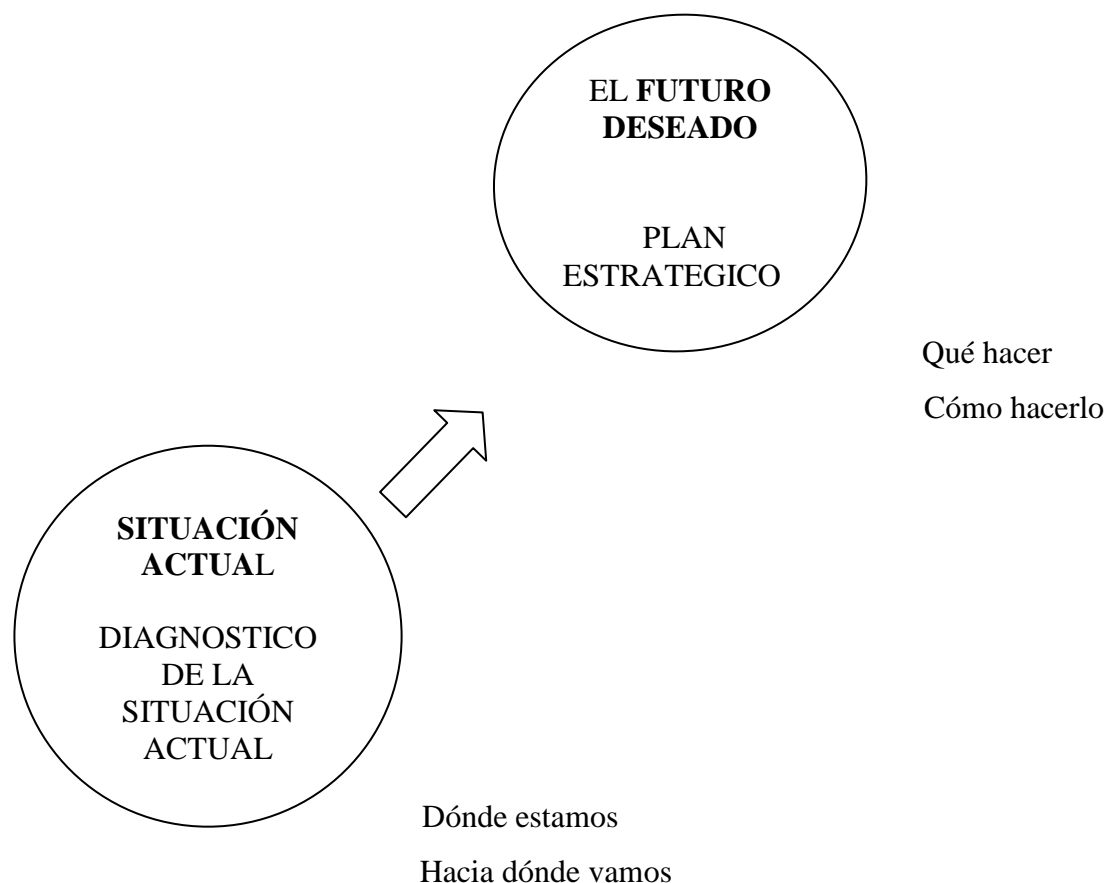 EL FUTURO
DESEADO
PLAN
ESTRATEGICO
Qué hacer
Cómo hacerlo
SITUACIÓN
ACTUAL
DIAGNOSTICO
DE LA
SITUACIÓN
ACTUAL
Dónde estamos
Hacia dónde vamos